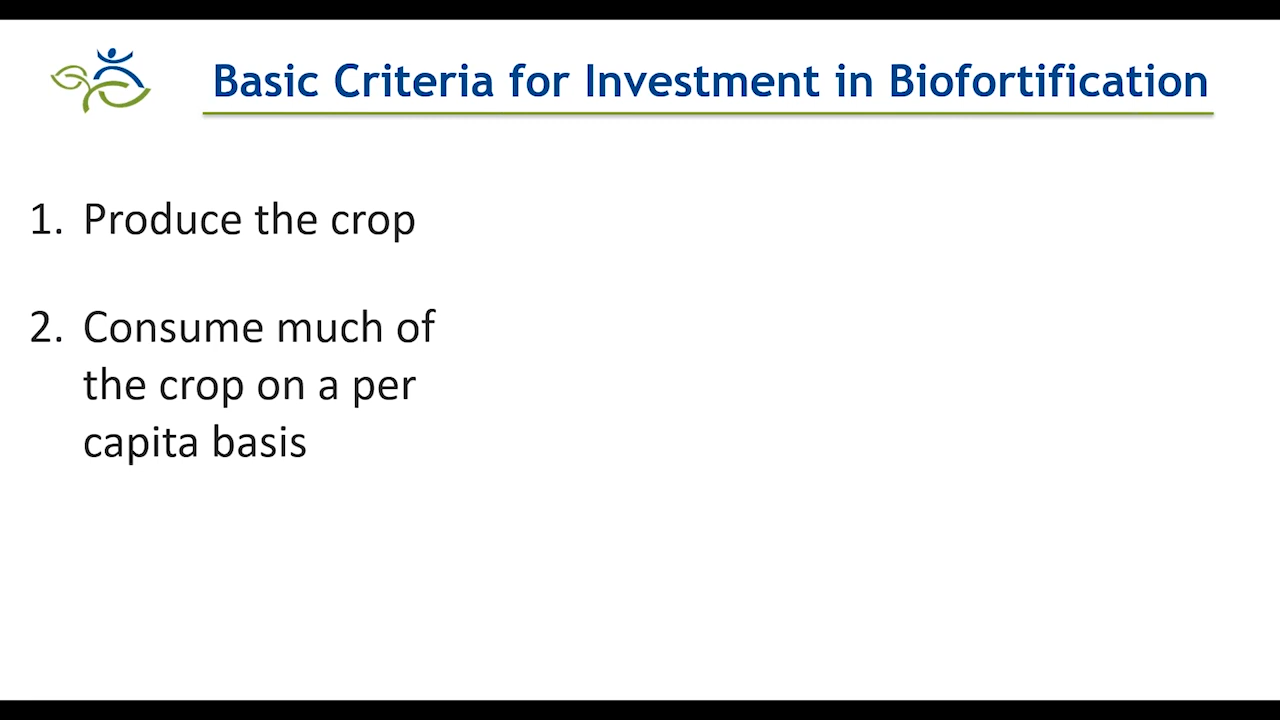 Basic Criteria for Investment in Biofortification
1. Produce the crop
2. Consume much of
the crop on a per
capita basis